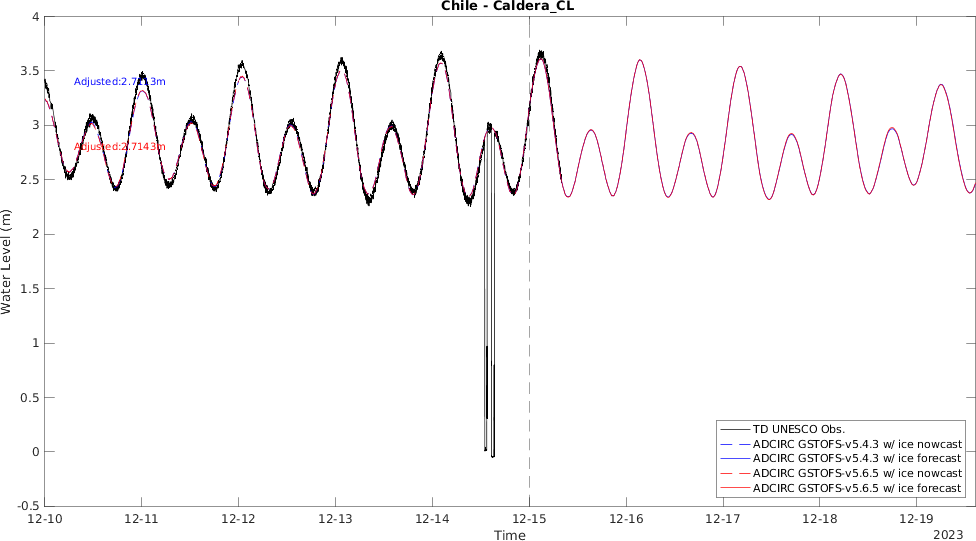 Chile - Caldera_CL
4
3.5
3
2.5
2
1.5
1
0.5
0
-0.5
Water Level (m)
Adjusted:2.7143m
TD UNESCO Obs.
ADCIRC GSTOFS-v5.4.3 w/ ice nowcast
ADCIRC GSTOFS-v5.4.3 w/ ice forecast
ADCIRC GSTOFS-v5.6.5 w/ ice nowcast
ADCIRC GSTOFS-v5.6.5 w/ ice forecast
12-10 12-11 12-12 12-13 12-14 12-15 12-16 12-17 12-18 12-19
Time
2023